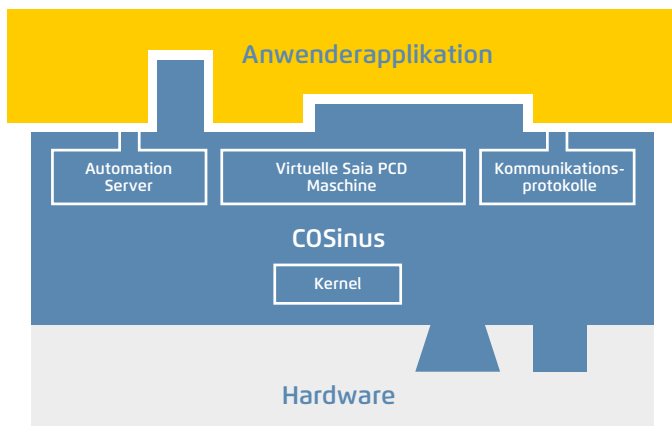 Anwenderapplikation
Automation
Server
Virtuelle Saia PCD
Maschine
Kommunikations-
protokolle
COSinus
Kernel
Hardware